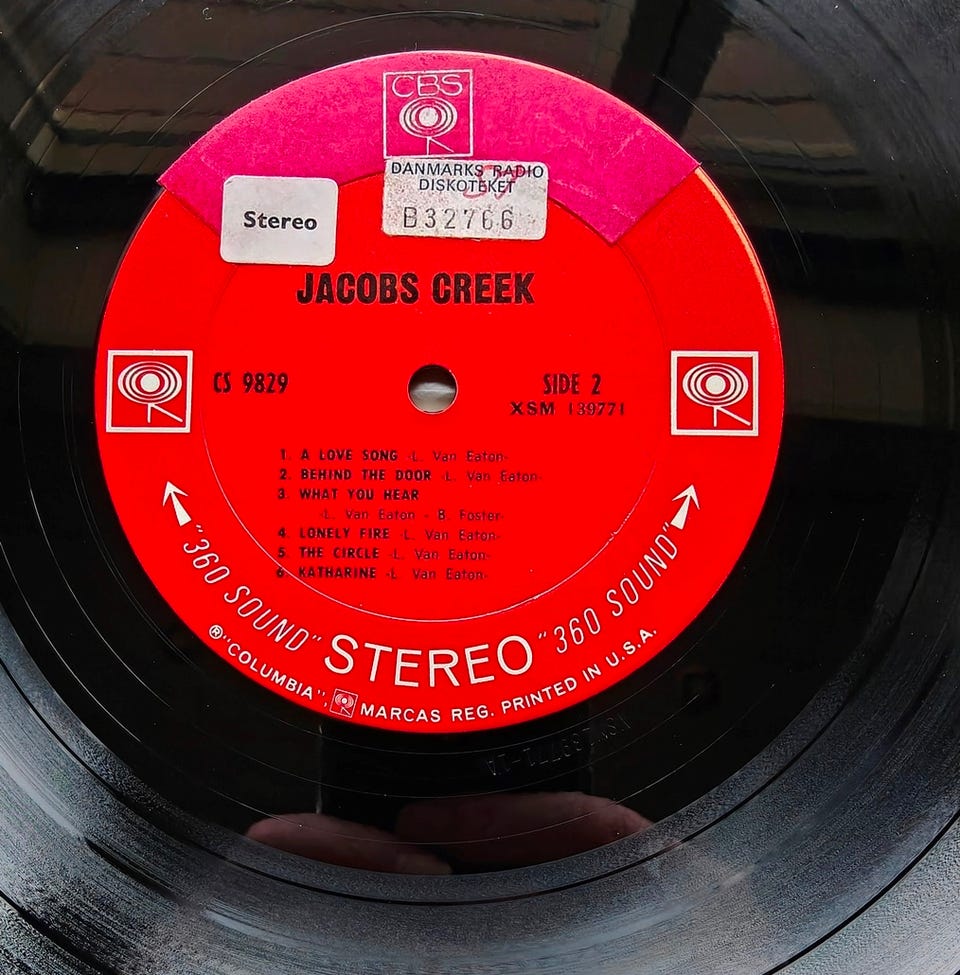 CBS
DANMARKS RADIO
DISKOTEKET
B32766
Stereo
JACOBS CREEK
CS 9829
SIDE 2
XSM 139771
1. A LOVE SONG -L. Van Eaton-
2. BEHIND THE DOOR -L. Van Eaton-
3. WHAT YOU HEAR
-L. Van Eaton - B. Foster-
4. LONELY FIRE -L. Van Eaton-
5. THE CIRCLE -L. Van Eaton-
6. KATHARINE -L. Van Eaton-
"360 SOUND" STEREO "360 SOUND"
® "COLUMBIA", MARCAS REG. PRINTED IN U.S.A.